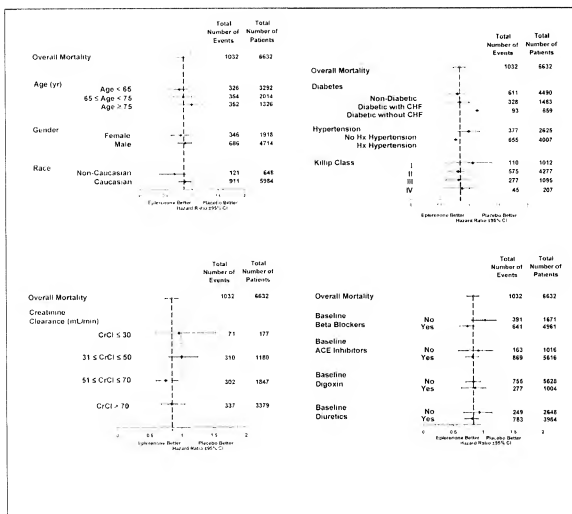 Total Number of Events Total Number of Patients
Overall Mortality 1032 6632
Age (yr)
Age < 65 326 3292
65 ≤ Age < 75 354 2014
Age ≥ 75 352 1326
Gender
Female 346 1918
Male 686 4714
Race
Non-Caucasian 121 648
Caucasian 911 5984
Eplerenone Better Placebo Better
Hazard Ratio (95% CI)
Total Number of Events Total Number of Patients
Overall Mortality 1032 6632
Diabetes
Non-Diabetic 611 4490
Diabetic with CHF 328 1483
Diabetic without CHF 93 659
Hypertension
No Hx Hypertension 377 2625
Hx Hypertension 655 4007
Killip Class
I 110 1012
II 575 4277
III 277 1095
IV 45 207
Eplerenone Better Placebo Better
Hazard Ratio (95% CI)
Total Number of Events Total Number of Patients
Overall Mortality 1032 6632
Creatinine
Clearance (mL/min)
CrCl ≤ 30 71 177
31 ≤ CrCl ≤ 50 310 1180
51 ≤ CrCl ≤ 70 302 1847
CrCl > 70 337 3379
0 0.5 1 1.5 2
Eplerenone Better Placebo Better
Hazard Ratio (95% CI)
Total Number of Events Total Number of Patients
Overall Mortality 1032 6632
Baseline
Beta Blockers
No 391 1671
Yes 641 4961
Baseline
ACE Inhibitors
No 163 1016
Yes 869 5616
Baseline
Digoxin
No 755 5628
Yes 277 1004
Baseline
Diuretics
No 249 2648
Yes 783 3984
0 0.5 1 1.5 2
Eplerenone Better Placebo Better
Hazard Ratio (95% CI)